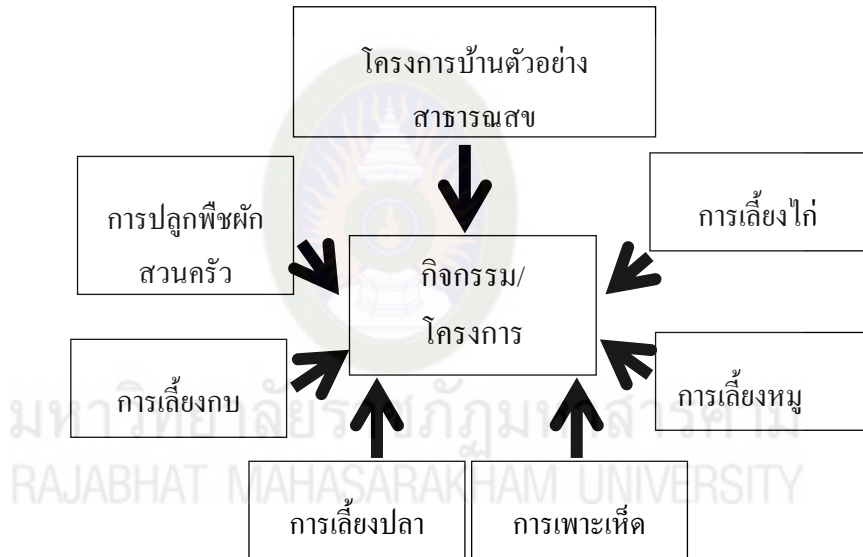 โครงการบ้านตัวอย่าง
สาธารณสข
การปลูกพืชผัก
สวนครัว
การเลี้ยงไก่
กิจกรรม/
โครงการ
การเลี้ยงกบ
การเลี้ยงหมู
มหาวิทยาลัยราชภัฏมหาสารคาม
RAJABHAT MAHASARAKHAM UNIVERSITY
การเลี้ยงปลา
การเพาะเห็ด